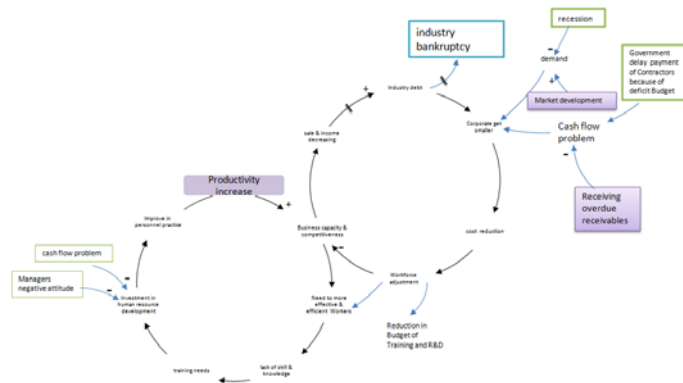 recession
industry
bankruptcy
Government
delay payment
of Contractors
because of
deficit Budget
demand
+
Industry debt
+
Market development
Corporate get
smaller
Cash flow
problem
sale & income
decreasing
Productivity
increase
+
Receiving
overdue
receivables
Improve in
personnel practice
Business capacity &
competitiveness
cost reduction
cash flow problem
Workforce
adjustment
Managers
negative attitude
Investment in
human resource
development
Need to more
effective &
efficient Workers
Reduction in
Budget of
Training and R&D
lack of skill &
knowledge
training needs